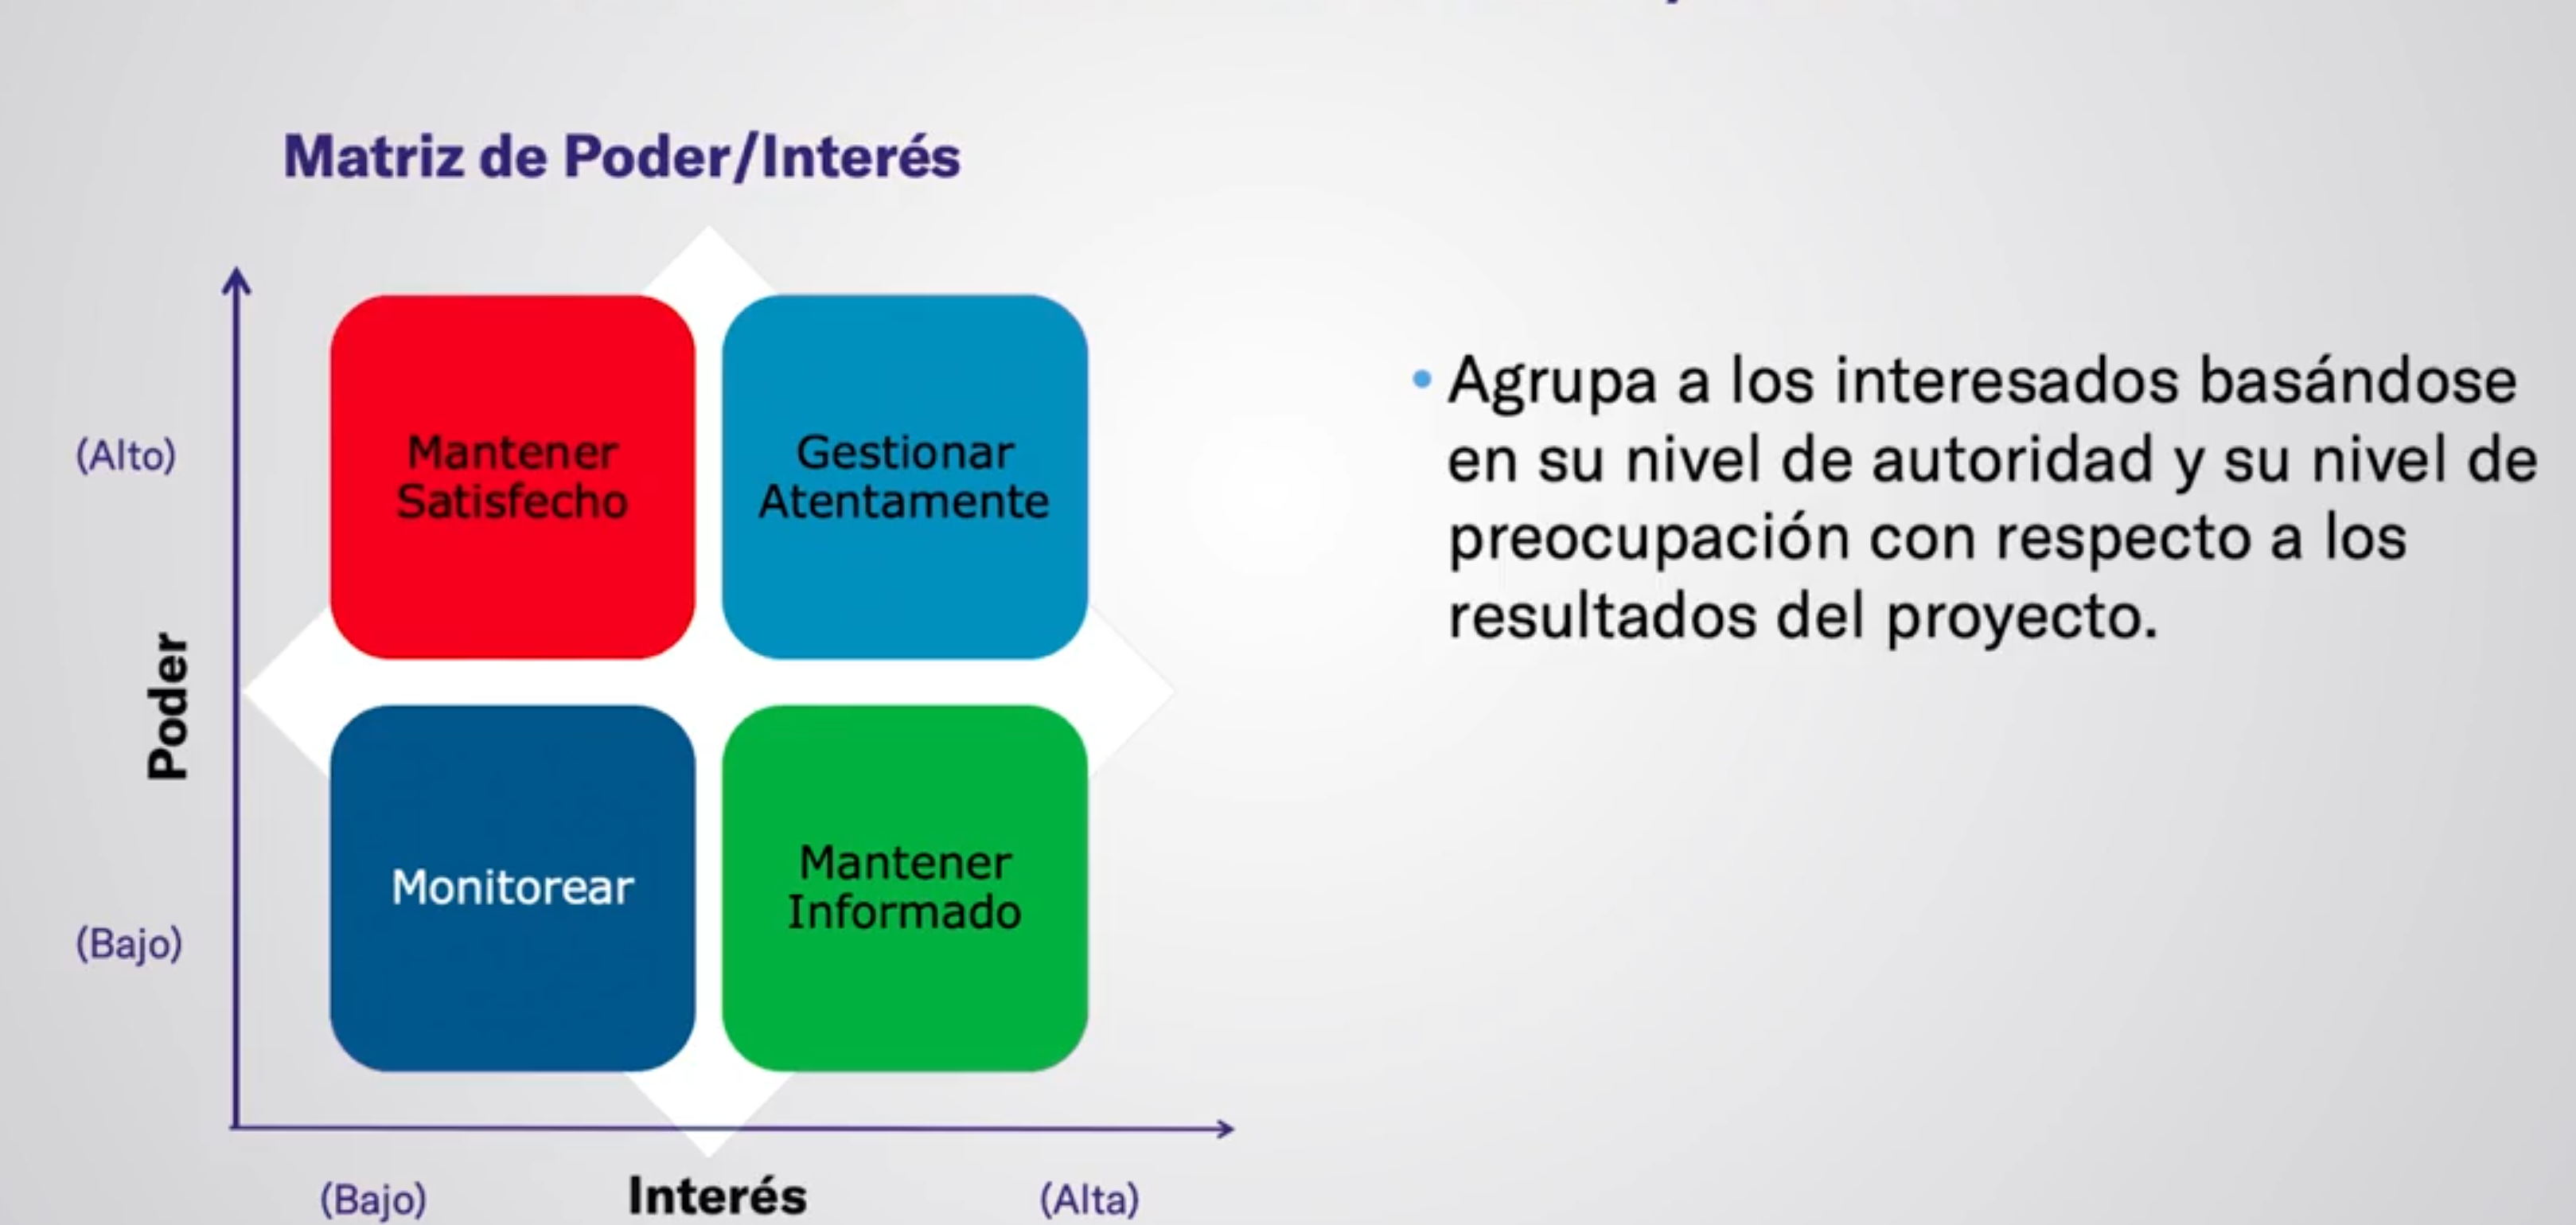 Matriz de Poder/Interés
(Alto)
Mantener
Satisfecho
Gestionar
Atentamente
Poder
(Bajo)
Monitorear
Mantener
Informado
(Bajo)
Interés
(Alta)
• Agrupa a los interesados basándose
en su nivel de autoridad y su nivel de
preocupación con respecto a los
resultados del proyecto.